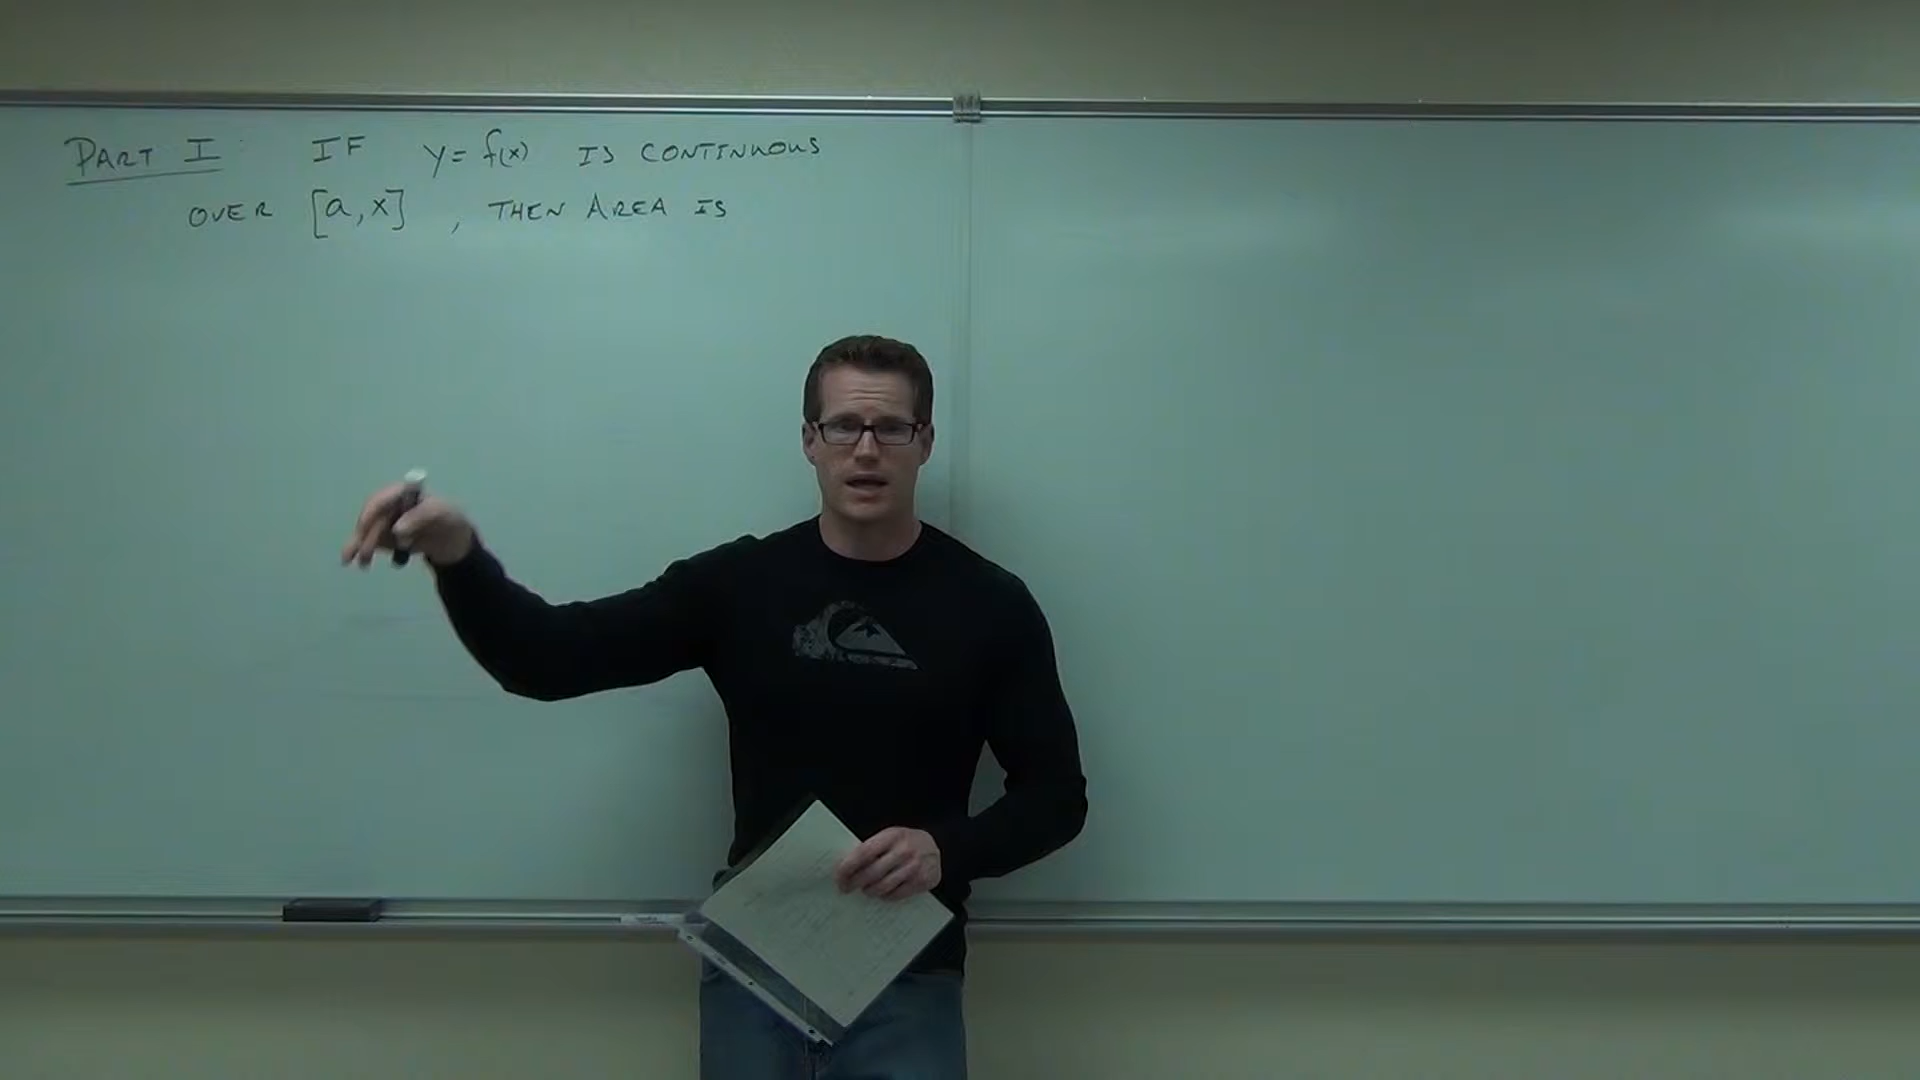 PART I: IF y = f(x) IS CONTINUOUS
OVER [a,x] , THEN AREA IS